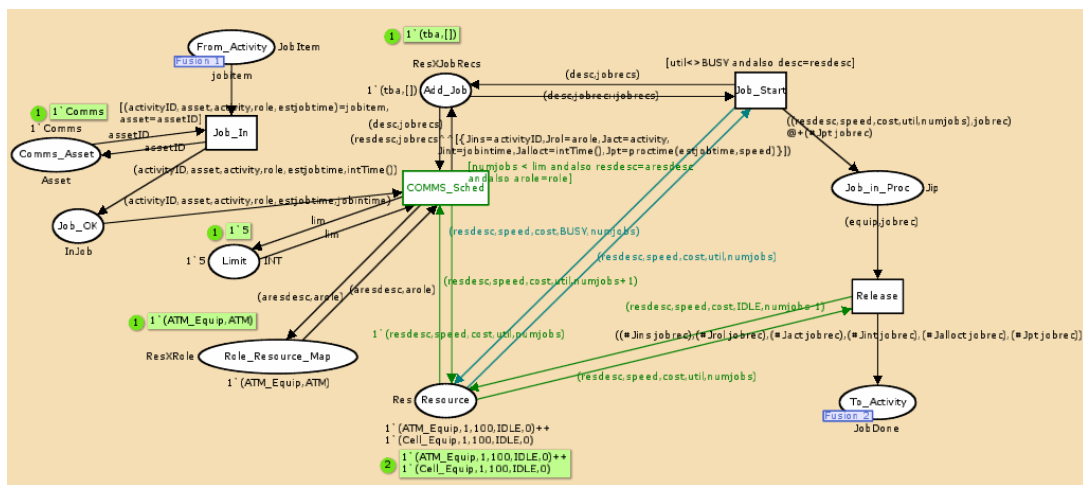 1
1`(tba,[])
From_Activity
JobItem
Fusion 1
jobitem
ResXJobRecs
[util<>BUSY andalso desc=resdesc]
1`(tba,[])
Add_Job
(desc,jobrecs)
Job_Start
(desc,jobrec::jobrecs)
1
1`Comms
[(activityID,asset,activity,role,estjobtime)=jobitem,
asset=assetID]
1`Comms
assetID
Job_In
(desc,jobrecs)
((resdesc,speed,cost,util,numjobs),jobrec)
@+(#Jpt jobrec)
(resdesc,jobrecs^^[{Jins=activityID,Jrol=arole,Jact=activity,
Jint=jobintime,Jalloc=intTime(),Jpt=proctime(estjobtime,speed)}])
Comms_Asset
assetID
Asset
(activityID,asset,activity,role,estjobtime,intTime())
[numjobs < lim andalso resdesc=aresdesc
andalso arole=role]
COMMS_Sched
Job_in_Proc
Jip
(activityID,asset,activity,role,estjobtime,jobintime)
Job_OK
InJob
lim
lim
(equip,jobrec)
1
1`5
(resdesc,speed,cost,BUSY,numjobs)
1`5
Limit
INT
(resdesc,speed,cost,util,numjobs)
(aresdesc,arole)
(aresdesc,arole)
(resdesc,speed,cost,util,numjobs+1)
Release
(resdesc,speed,cost,IDLE,numjobs-1)
1
1`(ATM_Equip,ATM)
1`(resdesc,speed,cost,util,numjobs)
((#Jins jobrec),(#Jrol jobrec),(#Jact jobrec),(#Jint jobrec),(#Jalloc jobrec),(#Jpt jobrec))
ResXRole
Role_Resource_Map
1`(ATM_Equip,ATM)
(resdesc,speed,cost,util,numjobs)
Res
Resource
To_Activity
Fusion 2
JobDone
1`(ATM_Equip,1,100,IDLE,0)++
1`(Cell_Equip,1,100,IDLE,0)
2
1`(ATM_Equip,1,100,IDLE,0)++
1`(Cell_Equip,1,100,IDLE,0)